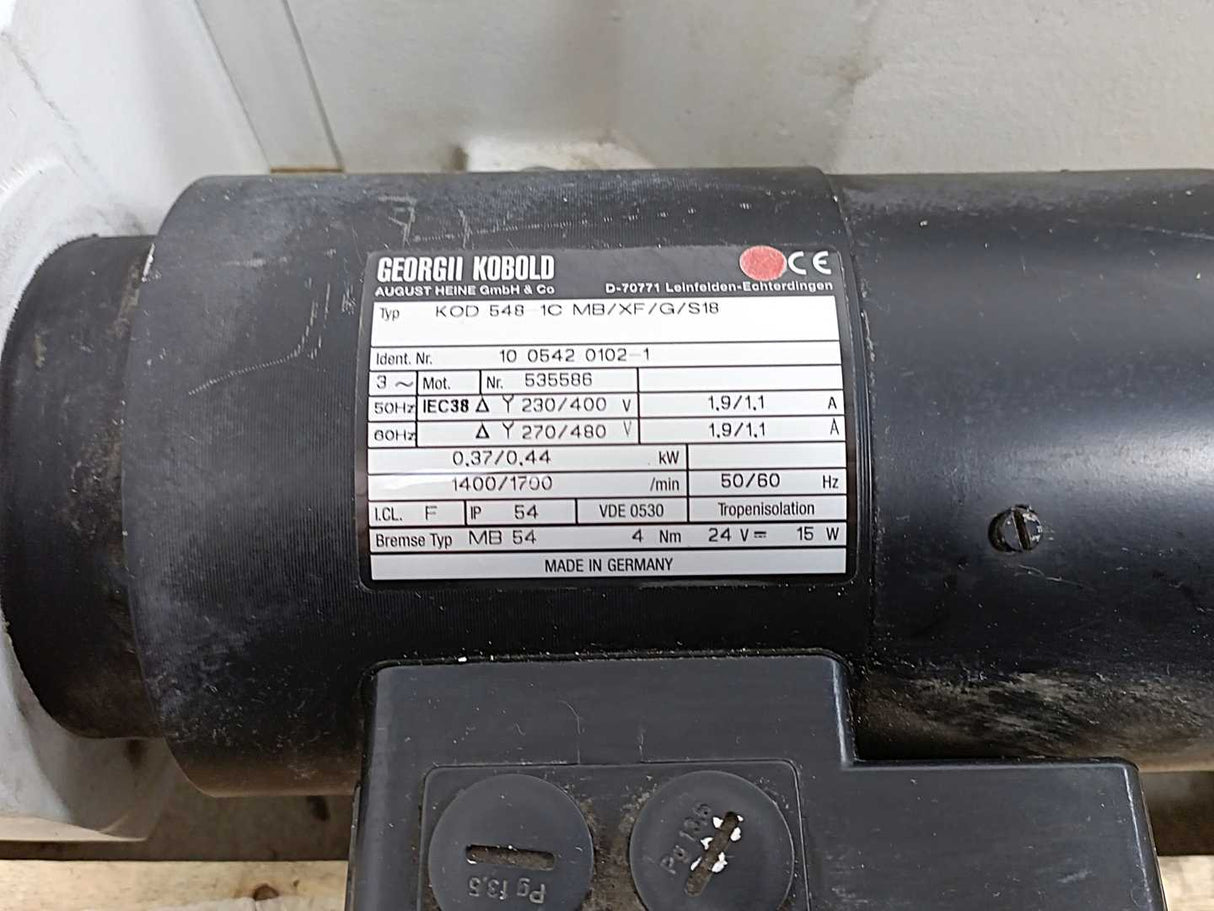 GEORGII KOBOLD CE
AUGUST HEINE GmbH & Co D-70771 Leinfelden-Echterdingen
Typ KOD 548-1C MB/XF/G/S18
Ident. Nr. 10 0542 0102-1
3 ~ Mot. Nr. 535586
50Hz IEC38 Δ Y 230/400 V 1.9/1.1 A
60Hz Δ Y 270/480 V 1.9/1.1 A
0.37/0.44 kW
1400/1700 /min 50/60 Hz
I.CL. F IP 54 VDE 0530 Tropenisolation
Bremse Typ MB 54 4 Nm 24 V⎓ 15 W
MADE IN GERMANY
Pg 13,5
Pg 13,5